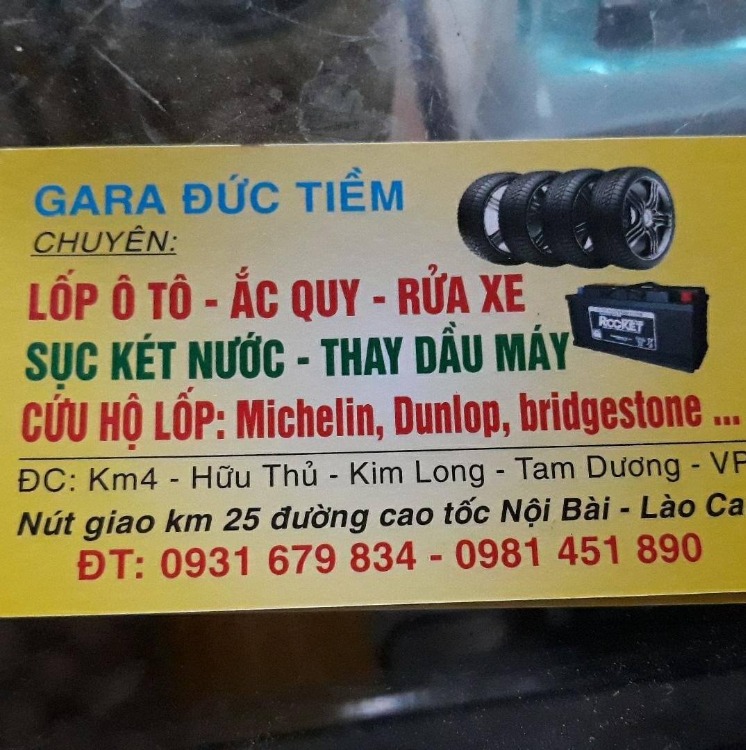 GARA ĐỨC TIỀM
CHUYÊN:
LỐP Ô TÔ - ẮC QUY - RỬA XE
ROCKET
SỤC KÉT NƯỚC - THAY DẦU MÁY
CỨU HỘ LỐP: Michelin, Dunlop, bridgestone ...
ĐC: Km4 - Hữu Thủ - Kim Long - Tam Dương - VP
Nút giao km 25 đường cao tốc Nội Bài - Lào Ca
ĐT: 0931 679 834 - 0981 451 890